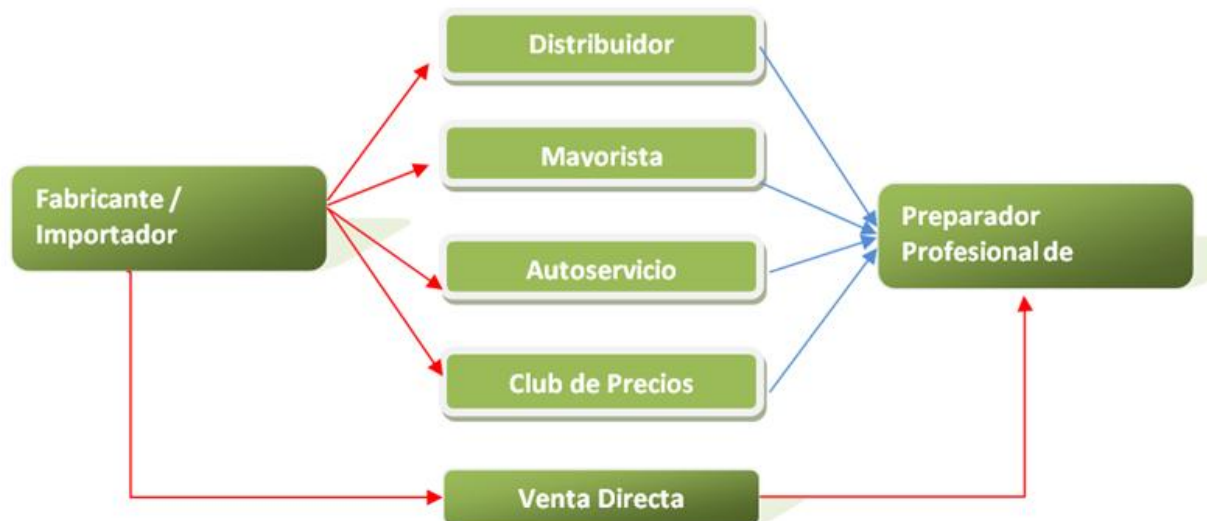 Distribuidor
Mayorista
Fabricante /
Importador
Preparador
Profesional de
Autoservicio
Club de Precios
Venta Directa